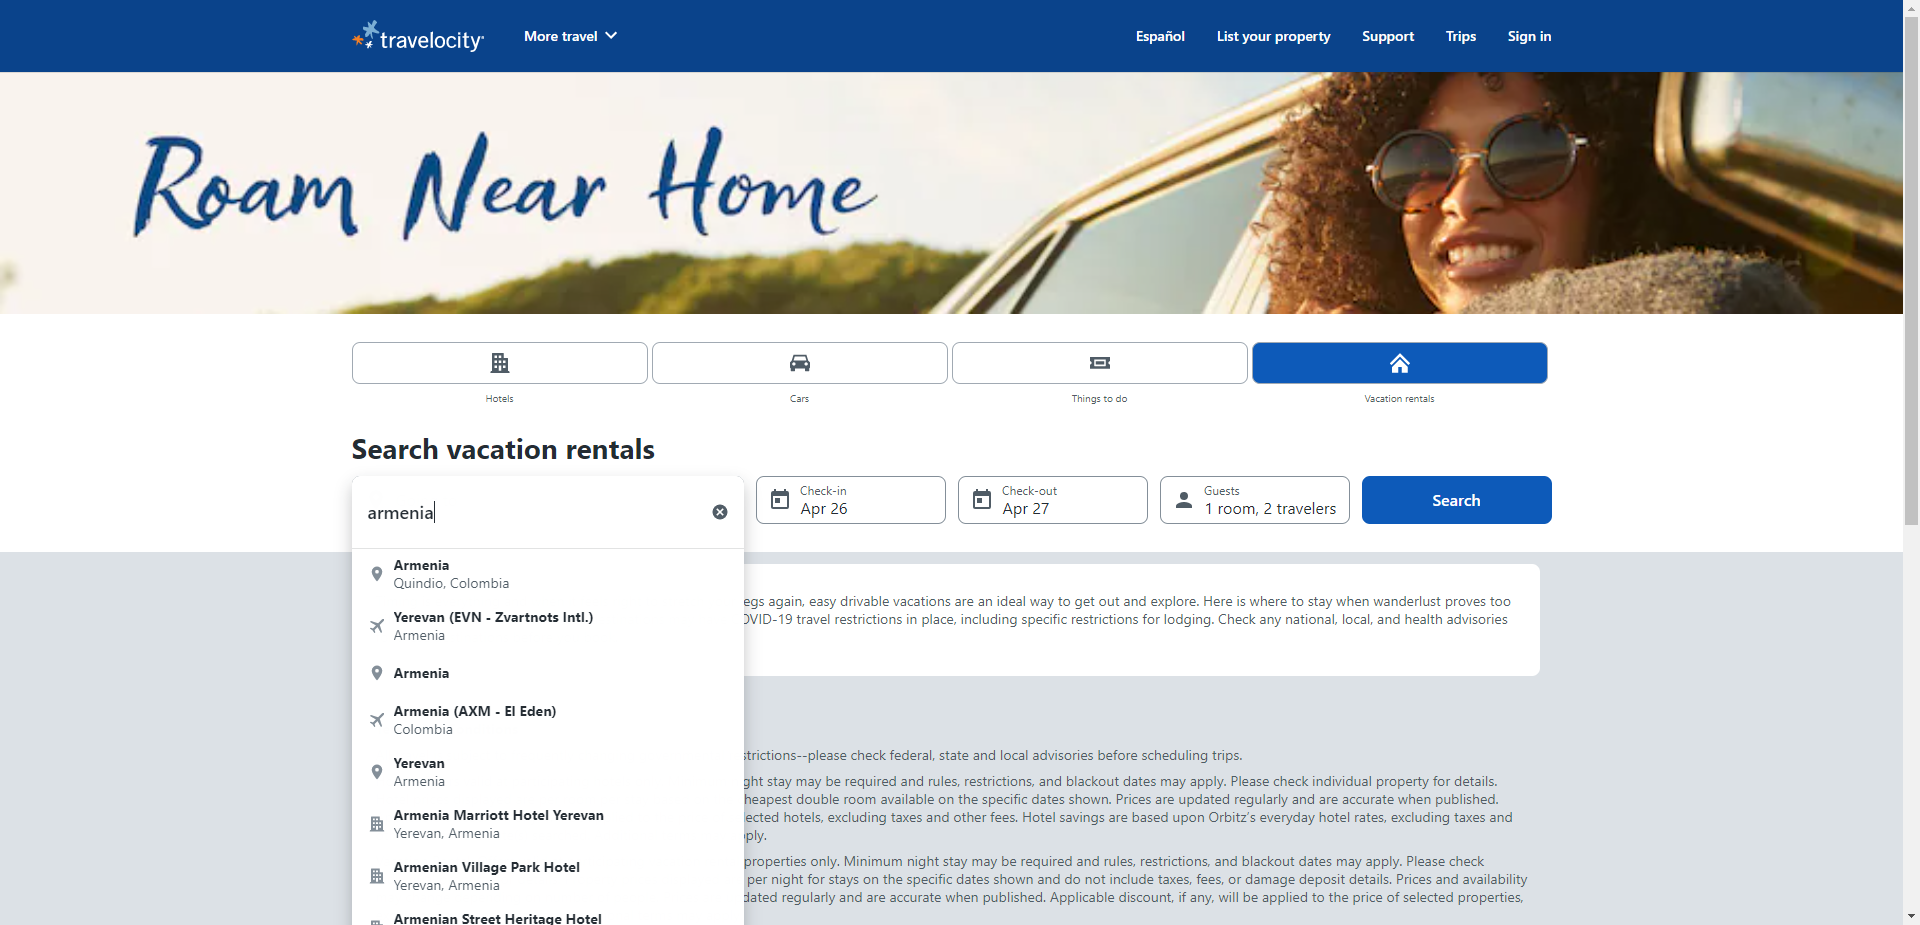 travelocity
More travel
Español
List your property
Support
Trips
Sign in
Roam Near Home
Hotels
Cars
Things to do
Vacation rentals
Search vacation rentals
armenia
Check-in
Apr 26
Check-out
Apr 27
Guests
1 room, 2 travelers
Search
Armenia
Quindio, Colombia
Yerevan (EVN - Zvartnots Intl.)
Armenia
Armenia
Armenia (AXM - El Eden)
Colombia
Yerevan
Armenia
Armenia Marriott Hotel Yerevan
Yerevan, Armenia
Armenian Village Park Hotel
Yerevan, Armenia
Armenian Street Heritage Hotel
egs again, easy drivable vacations are an ideal way to get out and explore. Here is where to stay when wanderlust proves too
OVID-19 travel restrictions in place, including specific restrictions for lodging. Check any national, local, and health advisories
strictions--please check federal, state and local advisories before scheduling trips.
ght stay may be required and rules, restrictions, and blackout dates may apply. Please check individual property for details.
heapest double room available on the specific dates shown. Prices are updated regularly and are accurate when published.
ected hotels, excluding taxes and other fees. Hotel savings are based upon Orbitz’s everyday hotel rates, excluding taxes and
ply.
properties only. Minimum night stay may be required and rules, restrictions, and blackout dates may apply. Please check
per night for stays on the specific dates shown and do not include taxes, fees, or damage deposit details. Prices and availability
dated regularly and are accurate when published. Applicable discount, if any, will be applied to the price of selected properties,